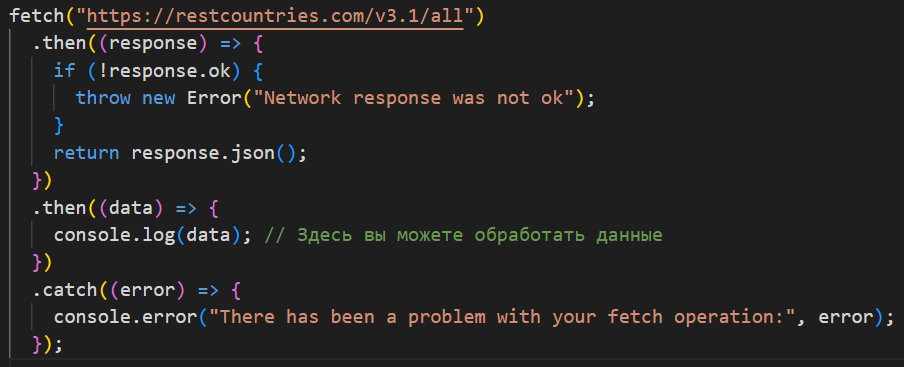 fetch("https://restcountries.com/v3.1/all")
.then((response) => {
if (!response.ok) {
throw new Error("Network response was not ok");
}
return response.json();
})
.then((data) => {
console.log(data); // Здесь вы можете обработать данные
})
.catch((error) => {
console.error("There has been a problem with your fetch operation:", error);
});